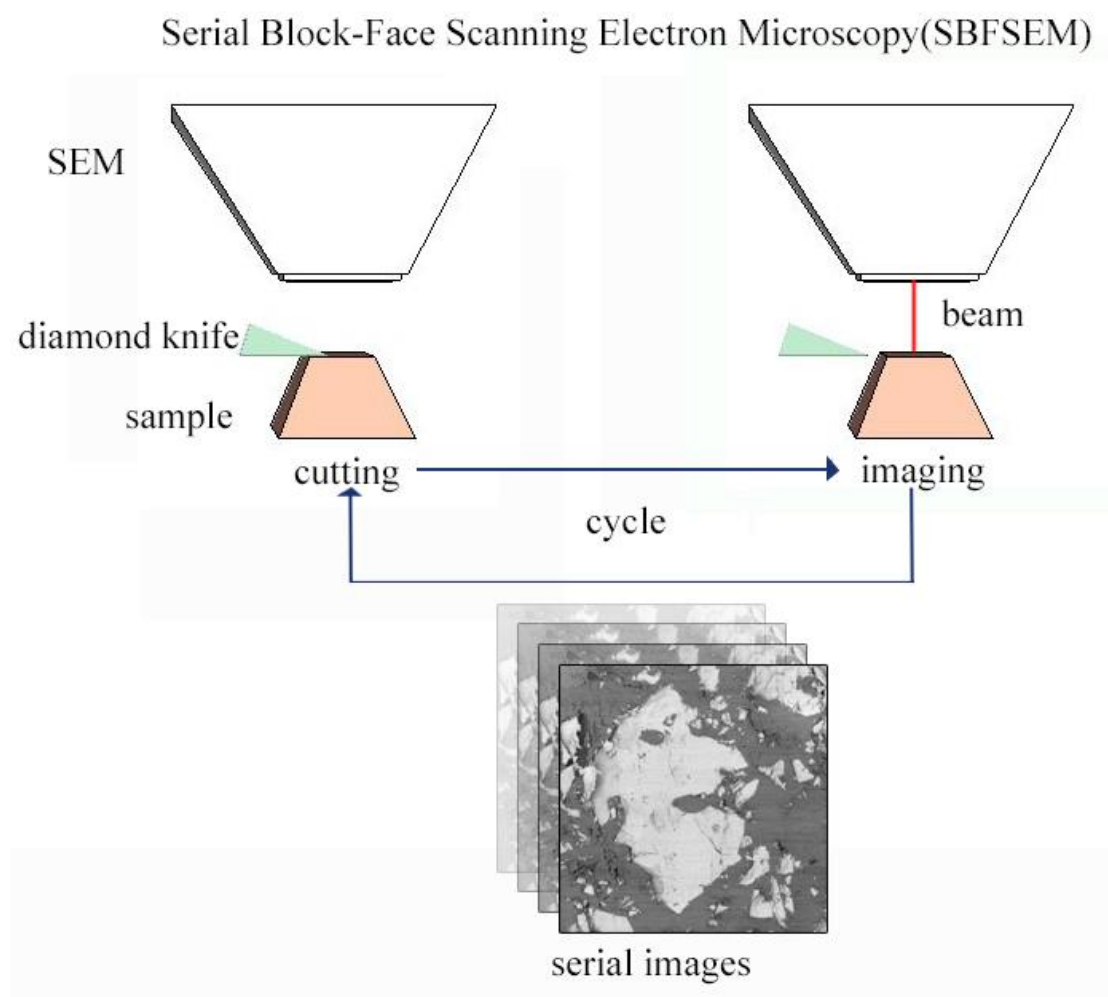 Serial Block-Face Scanning Electron Microscopy(SBFSEM)
SEM
beam
diamond knife
sample
cutting
imaging
cycle
serial images